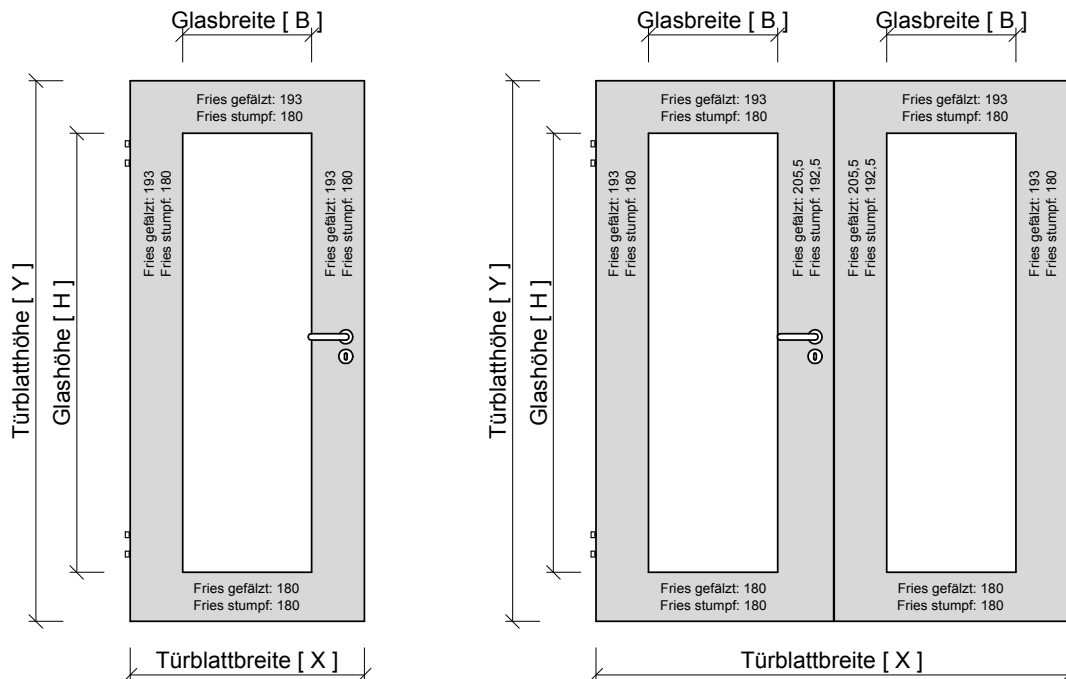 Glasbreite [ B ]
Fries gefälzt: 193
Fries stumpf: 180
Fries gefälzt: 193
Fries stumpf: 180
Fries gefälzt: 193
Fries stumpf: 180
Türblatthöhe [ Y ]
Glashöhe [ H ]
Fries gefälzt: 180
Fries stumpf: 180
Türblattbreite [ X ]
Glasbreite [ B ]
Glasbreite [ B ]
Fries gefälzt: 193
Fries stumpf: 180
Fries gefälzt: 193
Fries stumpf: 180
Fries gefälzt: 193
Fries stumpf: 180
Fries gefälzt: 205,5
Fries stumpf: 192,5
Fries gefälzt: 205,5
Fries stumpf: 192,5
Fries gefälzt: 193
Fries stumpf: 180
Türblatthöhe [ Y ]
Glashöhe [ H ]
Fries gefälzt: 180
Fries stumpf: 180
Fries gefälzt: 180
Fries stumpf: 180
Türblattbreite [ X ]